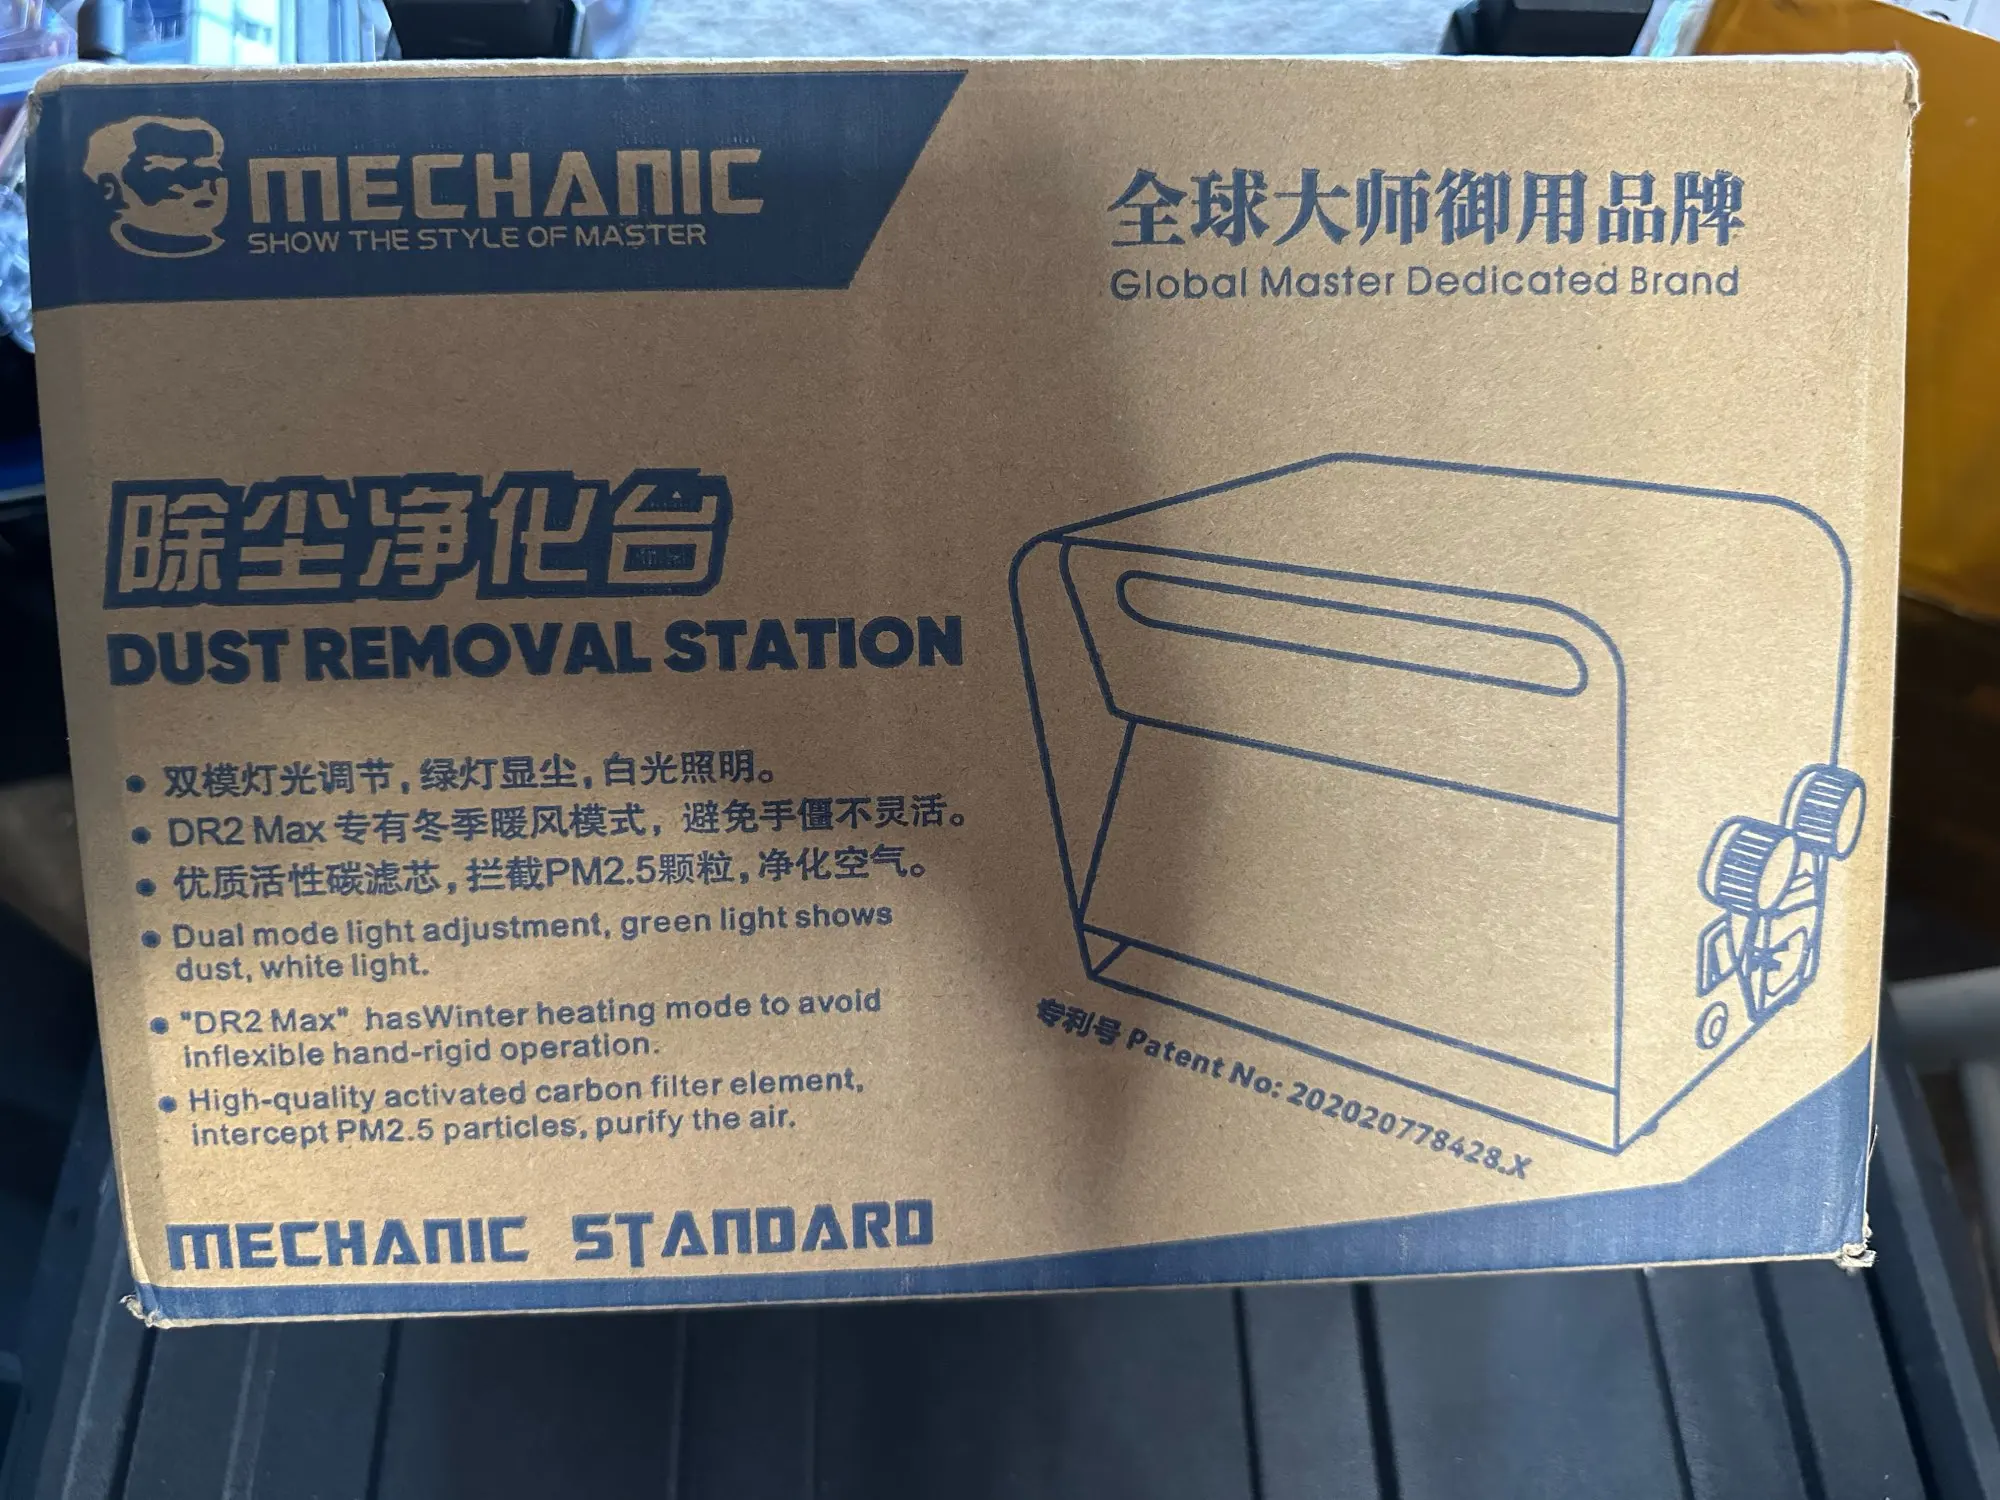 MECHANIC
SHOW THE STYLE OF MASTER
全球大师御用品牌
Global Master Dedicated Brand
除尘净化台
DUST REMOVAL STATION
• 双模灯光调节，绿灯显尘，白光照明。
• DR2 Max 专有冬季暖风模式，避免手僵不灵活。
• 优质活性碳滤芯，拦截PM2.5颗粒，净化空气。
• Dual mode light adjustment, green light shows
dust, white light.
• "DR2 Max" hasWinter heating mode to avoid
inflexible hand-rigid operation.
• High-quality activated carbon filter element,
intercept PM2.5 particles, purify the air.
专利号 Patent No: 202020778428.X
MECHANIC STANDARD